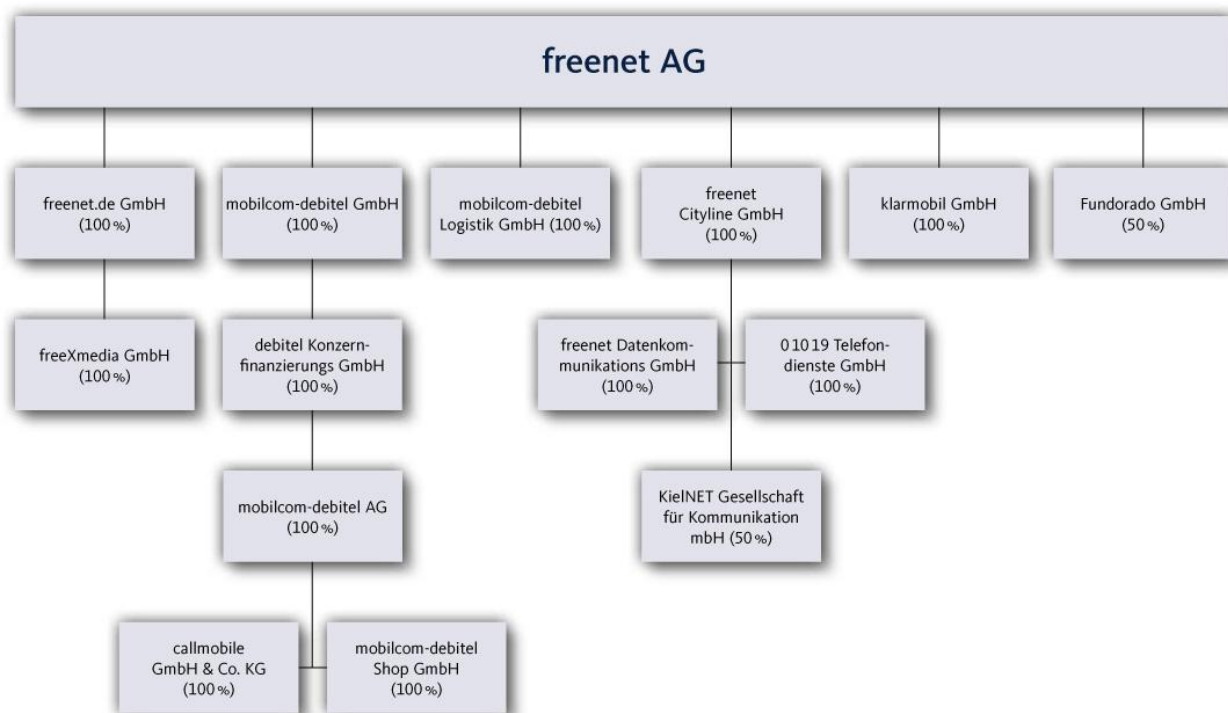 freenet AG
freenet.de GmbH
(100 %)
mobilcom-debitel GmbH
(100 %)
mobilcom-debitel
Logistik GmbH (100 %)
freenet
Cityline GmbH
(100 %)
klarmobil GmbH
(100 %)
Fundorado GmbH
(50 %)
freeXmedia GmbH
(100 %)
debitel Konzern-
finanzierungs GmbH
(100 %)
freenet Datenkom-
munikations GmbH
(100 %)
01019 Telefon-
dienste GmbH
(100 %)
mobilcom-debitel AG
(100 %)
KielNET Gesellschaft
für Kommunikation
mbH (50 %)
callmobile
GmbH & Co. KG
(100 %)
mobilcom-debitel
Shop GmbH
(100 %)